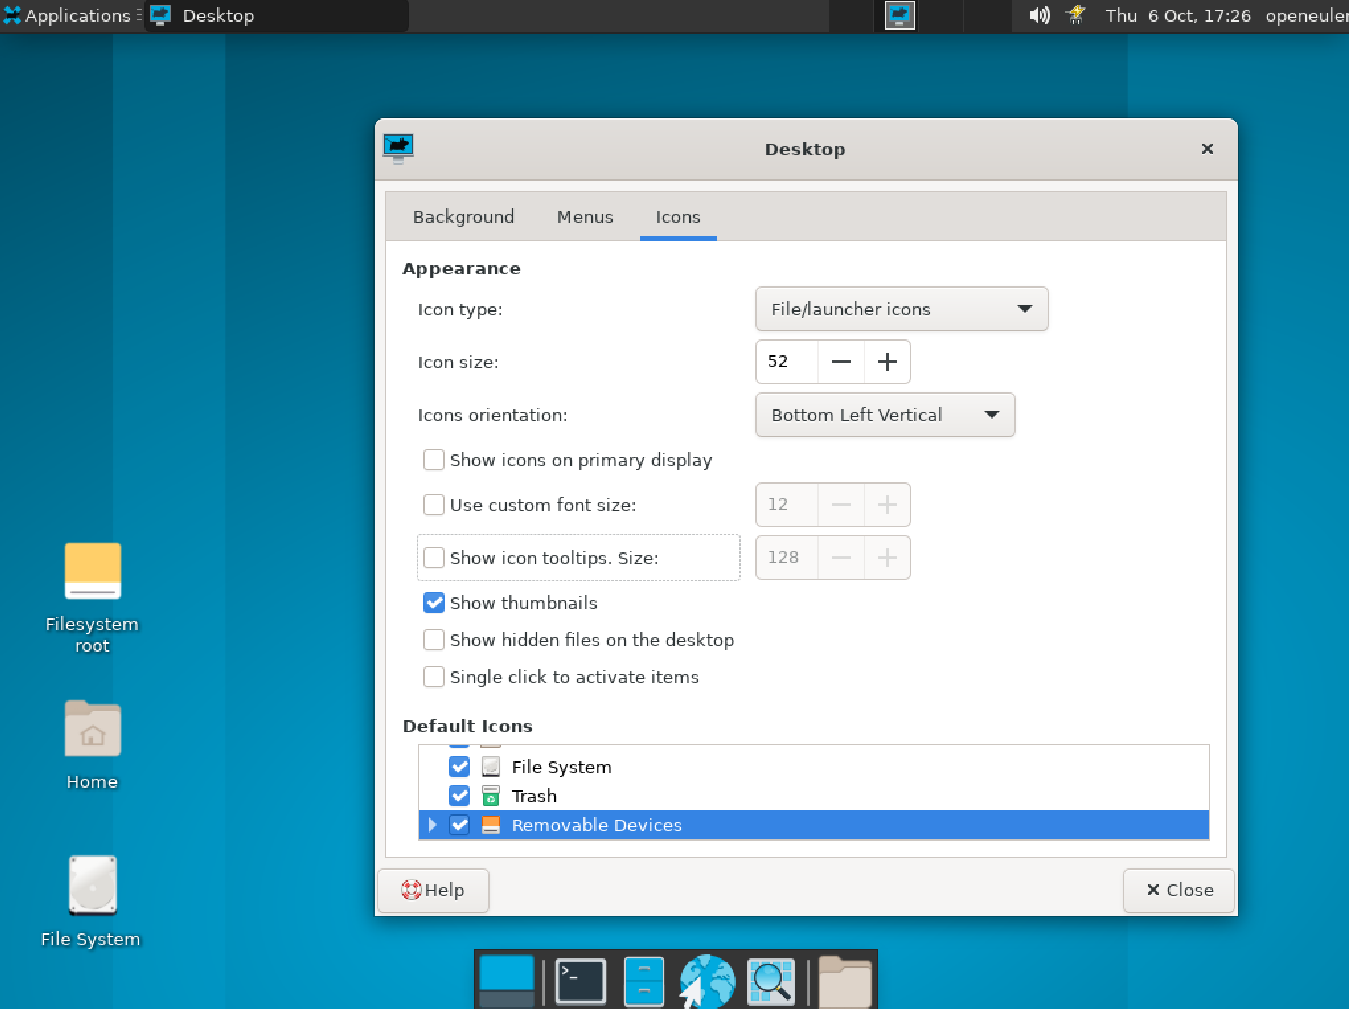 Applications
Desktop
Thu 6 Oct, 17:26
openeuler
Desktop
Background
Menus
Icons
Appearance
Icon type:
File/launcher icons
Icon size:
52
Icons orientation:
Bottom Left Vertical
Show icons on primary display
Use custom font size:
12
Show icon tooltips. Size:
128
Show thumbnails
Show hidden files on the desktop
Single click to activate items
Default Icons
File System
Trash
Removable Devices
Help
Close
Filesystem
root
Home
File System